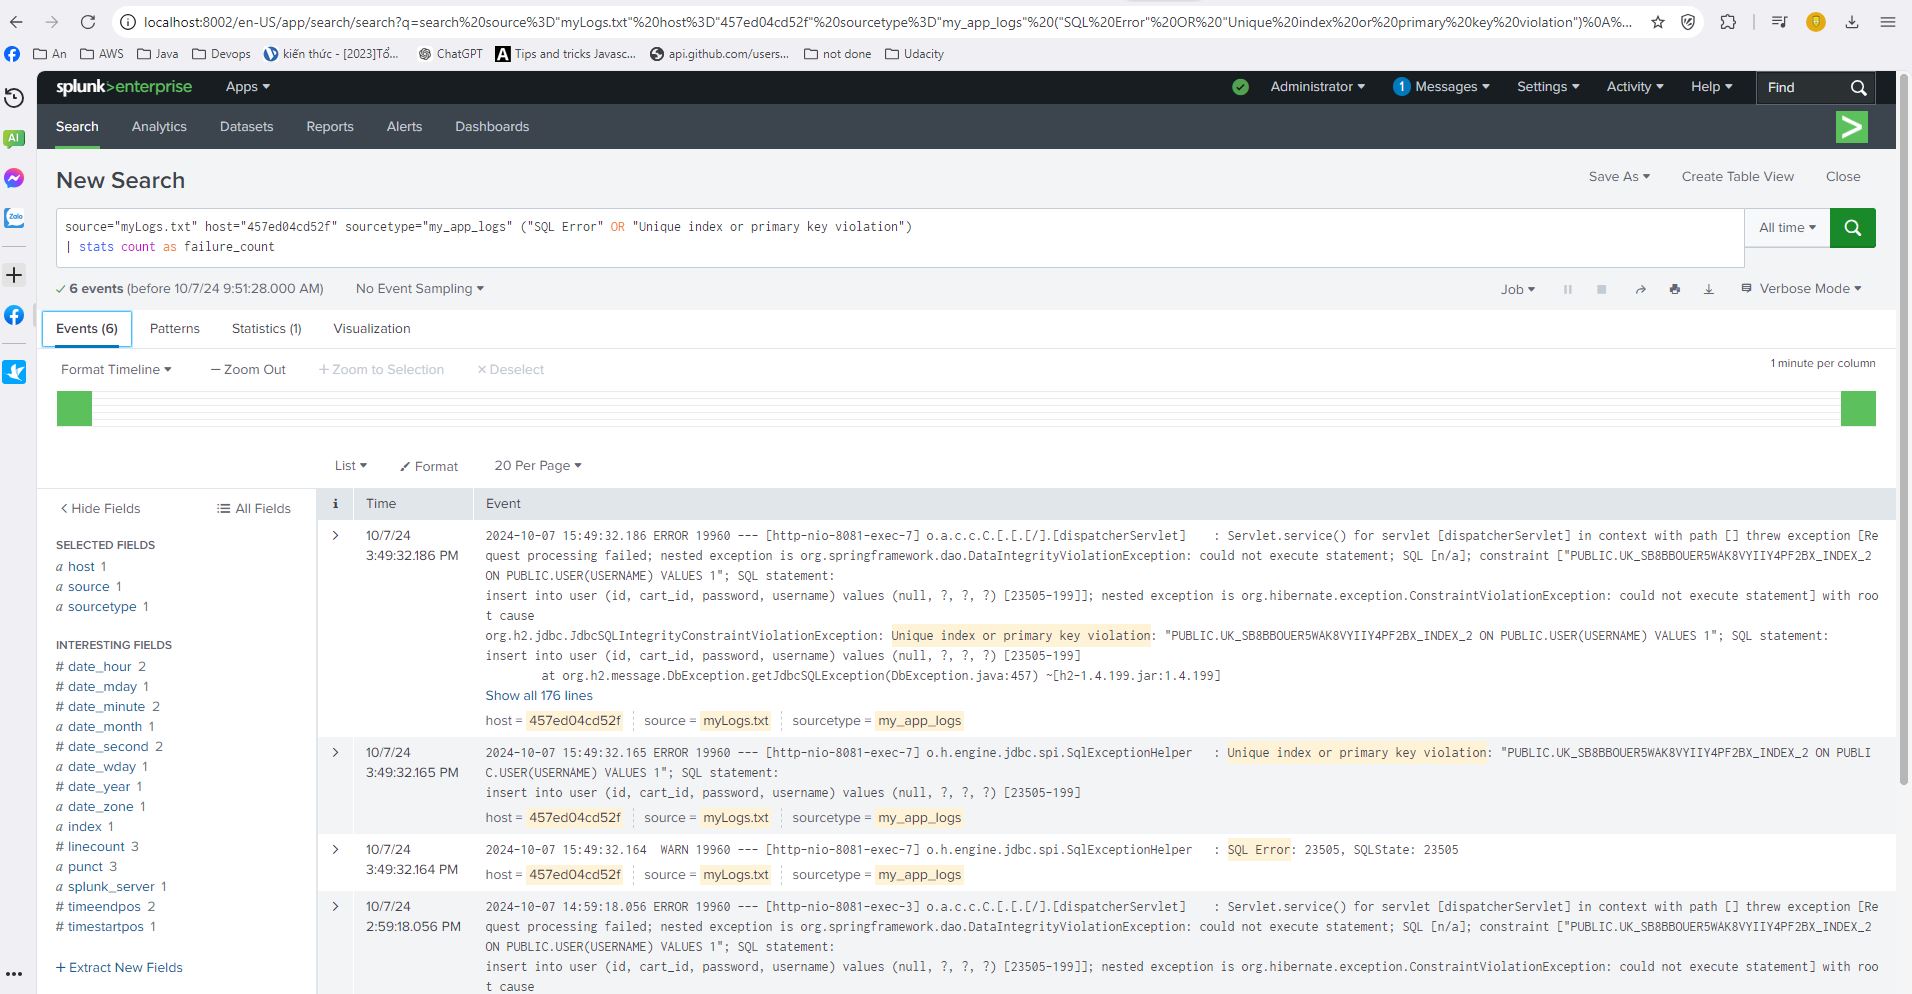 localhost:8002/en-US/app/search/search?q=search%20source%3D"myLogs.txt"%20host%3D"457ed04cd52f"%20sourcetype%3D"my_app_logs"%20("SQL%20Error"%20OR%20"Unique%20index%20or%20primary%20key%20violation")%0A%...
An AWS Java Devops kiến thức - [2023]Tổ... ChatGPT Tips and tricks Javasc... api.github.com/users... not done Udacity
splunk>enterprise Apps Administrator 1 Messages Settings Activity Help Find
AI
Search Analytics Datasets Reports Alerts Dashboards
New Search
Save As Create Table View Close
Zalo
source="myLogs.txt" host="457ed04cd52f" sourcetype="my_app_logs" ("SQL Error" OR "Unique index or primary key violation")
| stats count as failure_count
All time
6 events (before 10/7/24 9:51:28.000 AM) No Event Sampling Job Verbose Mode
Events (6) Patterns Statistics (1) Visualization
Format Timeline — Zoom Out + Zoom to Selection × Deselect 1 minute per column
List Format 20 Per Page
< Hide Fields All Fields
SELECTED FIELDS
a host 1
a source 1
a sourcetype 1
INTERESTING FIELDS
# date_hour 2
# date_mday 1
# date_minute 2
a date_month 1
# date_second 2
a date_wday 1
# date_year 1
a date_zone 1
a index 1
# linecount 3
a punct 3
a splunk_server 1
# timeendpos 2
# timestartpos 1
+ Extract New Fields
i Time Event
10/7/24
3:49:32.186 PM
2024-10-07 15:49:32.186 ERROR 19960 --- [http-nio-8081-exec-7] o.a.c.c.C.[.[.[/].[dispatcherServlet] : Servlet.service() for servlet [dispatcherServlet] in context with path [] threw exception [Re
quest processing failed; nested exception is org.springframework.dao.DataIntegrityViolationException: could not execute statement; SQL [n/a]; constraint ["PUBLIC.UK_SB8BBOUER5WAK8VYIIY4PF2BX_INDEX_2
ON PUBLIC.USER(USERNAME) VALUES 1"; SQL statement:
insert into user (id, cart_id, password, username) values (null, ?, ?, ?) [23505-199]]; nested exception is org.hibernate.exception.ConstraintViolationException: could not execute statement] with roo
t cause
org.h2.jdbc.JdbcSQLIntegrityConstraintViolationException: Unique index or primary key violation: "PUBLIC.UK_SB8BBOUER5WAK8VYIIY4PF2BX_INDEX_2 ON PUBLIC.USER(USERNAME) VALUES 1"; SQL statement:
insert into user (id, cart_id, password, username) values (null, ?, ?, ?) [23505-199]
at org.h2.message.DbException.getJdbcSQLException(DbException.java:457) ~[h2-1.4.199.jar:1.4.199]
Show all 176 lines
host = 457ed04cd52f source = myLogs.txt sourcetype = my_app_logs
10/7/24
3:49:32.165 PM
2024-10-07 15:49:32.165 ERROR 19960 --- [http-nio-8081-exec-7] o.h.engine.jdbc.spi.SqlExceptionHelper : Unique index or primary key violation: "PUBLIC.UK_SB8BBOUER5WAK8VYIIY4PF2BX_INDEX_2 ON PUBLI
C.USER(USERNAME) VALUES 1"; SQL statement:
insert into user (id, cart_id, password, username) values (null, ?, ?, ?) [23505-199]
host = 457ed04cd52f source = myLogs.txt sourcetype = my_app_logs
10/7/24
3:49:32.164 PM
2024-10-07 15:49:32.164 WARN 19960 --- [http-nio-8081-exec-7] o.h.engine.jdbc.spi.SqlExceptionHelper : SQL Error: 23505, SQLState: 23505
host = 457ed04cd52f source = myLogs.txt sourcetype = my_app_logs
10/7/24
2:59:18.056 PM
2024-10-07 14:59:18.056 ERROR 19960 --- [http-nio-8081-exec-3] o.a.c.c.C.[.[.[/].[dispatcherServlet] : Servlet.service() for servlet [dispatcherServlet] in context with path [] threw exception [Re
quest processing failed; nested exception is org.springframework.dao.DataIntegrityViolationException: could not execute statement; SQL [n/a]; constraint ["PUBLIC.UK_SB8BBOUER5WAK8VYIIY4PF2BX_INDEX_2
ON PUBLIC.USER(USERNAME) VALUES 1"; SQL statement:
insert into user (id, cart_id, password, username) values (null, ?, ?, ?) [23505-199]]; nested exception is org.hibernate.exception.ConstraintViolationException: could not execute statement] with roo
t cause